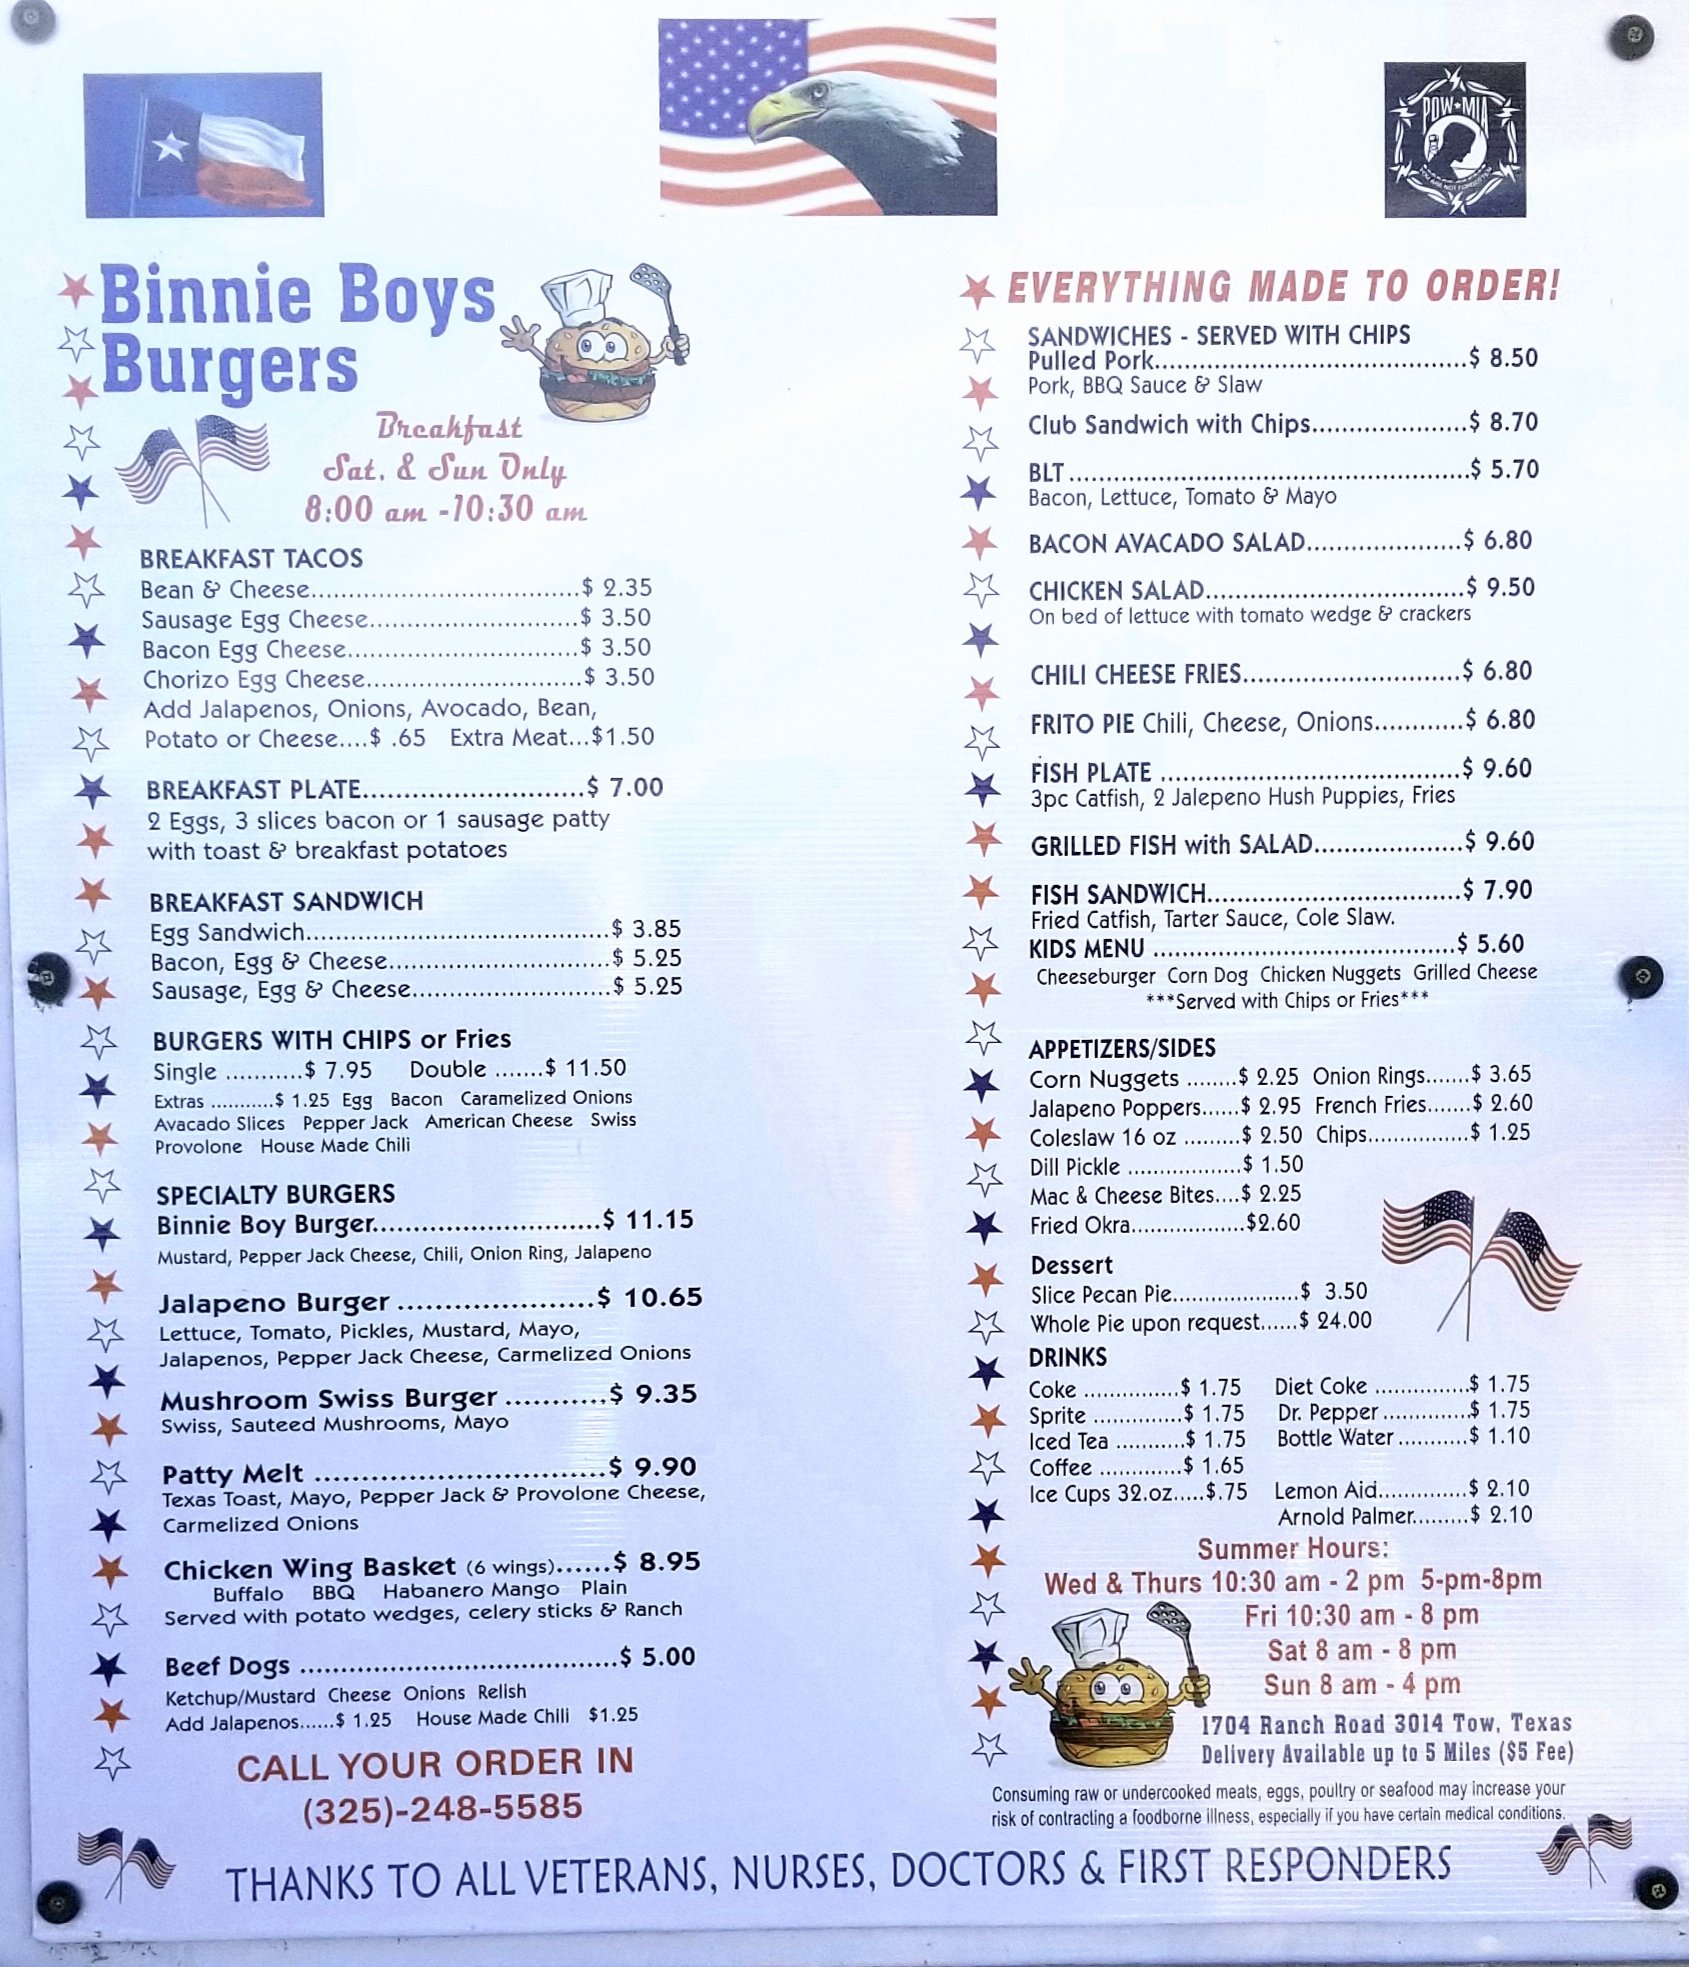 POW★MIA
YOU ARE NOT FORGOTTEN
Binnie Boys
Burgers
Breakfast
Sat. & Sun Only
8:00 am -10:30 am
BREAKFAST TACOS
Bean & Cheese....................................$ 2.35
Sausage Egg Cheese............................$ 3.50
Bacon Egg Cheese...............................$ 3.50
Chorizo Egg Cheese.............................$ 3.50
Add Jalapenos, Onions, Avocado, Bean,
Potato or Cheese....$ .65 Extra Meat...$1.50
BREAKFAST PLATE............................$ 7.00
2 Eggs, 3 slices bacon or 1 sausage patty
with toast & breakfast potatoes
BREAKFAST SANDWICH
Egg Sandwich.........................................$ 3.85
Bacon, Egg & Cheese..............................$ 5.25
Sausage, Egg & Cheese...........................$ 5.25
BURGERS WITH CHIPS or Fries
Single ...........$ 7.95 Double .......$ 11.50
Extras ...........$ 1.25 Egg Bacon Caramelized Onions
Avacado Slices Pepper Jack American Cheese Swiss
Provolone House Made Chili
SPECIALTY BURGERS
Binnie Boy Burger............................$ 11.15
Mustard, Pepper Jack Cheese, Chili, Onion Ring, Jalapeno
Jalapeno Burger ......................$ 10.65
Lettuce, Tomato, Pickles, Mustard, Mayo,
Jalapenos, Pepper Jack Cheese, Carmelized Onions
Mushroom Swiss Burger ...........$ 9.35
Swiss, Sauteed Mushrooms, Mayo
Patty Melt ................................$ 9.90
Texas Toast, Mayo, Pepper Jack & Provolone Cheese,
Carmelized Onions
Chicken Wing Basket (6 wings)......$ 8.95
Buffalo BBQ Habanero Mango Plain
Served with potato wedges, celery sticks & Ranch
Beef Dogs .......................................$ 5.00
Ketchup/Mustard Cheese Onions Relish
Add Jalapenos......$ 1.25 House Made Chili $1.25
CALL YOUR ORDER IN
(325)-248-5585
EVERYTHING MADE TO ORDER!
SANDWICHES - SERVED WITH CHIPS
Pulled Pork............................................$ 8.50
Pork, BBQ Sauce & Slaw
Club Sandwich with Chips......................$ 8.70
BLT.........................................................$ 5.70
Bacon, Lettuce, Tomato & Mayo
BACON AVACADO SALAD......................$ 6.80
CHICKEN SALAD.....................................$ 9.50
On bed of lettuce with tomato wedge & crackers
CHILI CHEESE FRIES...............................$ 6.80
FRITO PIE Chili, Cheese, Onions............$ 6.80
FISH PLATE ..........................................$ 9.60
3pc Catfish, 2 Jalepeno Hush Puppies, Fries
GRILLED FISH with SALAD.....................$ 9.60
FISH SANDWICH....................................$ 7.90
Fried Catfish, Tarter Sauce, Cole Slaw.
KIDS MENU ..........................................$ 5.60
Cheeseburger Corn Dog Chicken Nuggets Grilled Cheese
***Served with Chips or Fries***
APPETIZERS/SIDES
Corn Nuggets ........$ 2.25 Onion Rings.......$ 3.65
Jalapeno Poppers......$ 2.95 French Fries.......$ 2.60
Coleslaw 16 oz .........$ 2.50 Chips................$ 1.25
Dill Pickle ..................$ 1.50
Mac & Cheese Bites....$ 2.25
Fried Okra..................$2.60
Dessert
Slice Pecan Pie....................$ 3.50
Whole Pie upon request......$ 24.00
DRINKS
Coke ...............$ 1.75 Diet Coke ...............$ 1.75
Sprite ..............$ 1.75 Dr. Pepper ..............$ 1.75
Iced Tea ...........$ 1.75 Bottle Water ...........$ 1.10
Coffee .............$ 1.65
Ice Cups 32.oz.....$.75 Lemon Aid..............$ 2.10
Arnold Palmer.........$ 2.10
Summer Hours:
Wed & Thurs 10:30 am - 2 pm 5-pm-8pm
Fri 10:30 am - 8 pm
Sat 8 am - 8 pm
Sun 8 am - 4 pm
1704 Ranch Road 3014 Tow, Texas
Delivery Available up to 5 Miles ($5 Fee)
Consuming raw or undercooked meats, eggs, poultry or seafood may increase your
risk of contracting a foodborne illness, especially if you have certain medical conditions.
THANKS TO ALL VETERANS, NURSES, DOCTORS & FIRST RESPONDERS